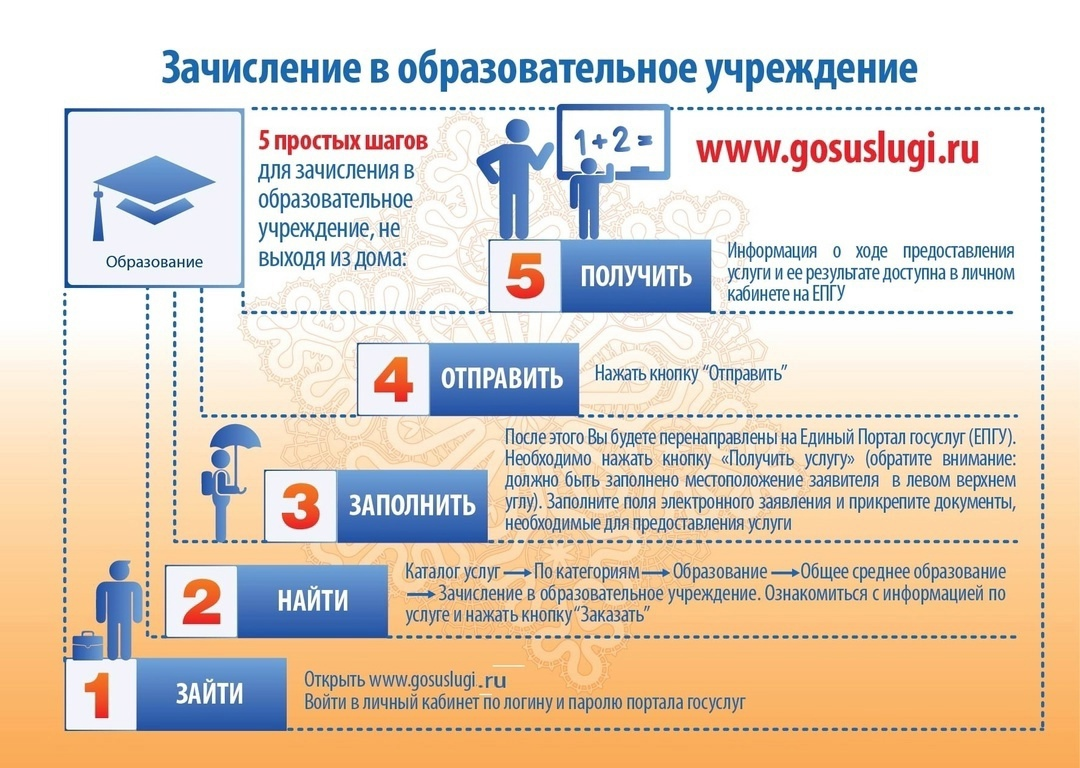 Зачисление в образовательное учреждение
Образование
5 простых шагов
для зачисления в
образовательное
учреждение, не
выходя из дома:
1+2=
www.gosuslugi.ru
5 ПОЛУЧИТЬ
Информация о ходе предоставления
услуги и ее результате доступна в личном
кабинете на ЕПГУ
4 ОТПРАВИТЬ
Нажать кнопку “Отправить”
3 ЗАПОЛНИТЬ
После этого Вы будете перенаправлены на Единый Портал госуслуг (ЕПГУ).
Необходимо нажать кнопку «Получить услугу» (обратите внимание:
должно быть заполнено местоположение заявителя в левом верхнем
углу). Заполните поля электронного заявления и прикрепите документы,
необходимые для предоставления услуги
2 НАЙТИ
Каталог услуг → По категориям → Образование → Общее среднее образование
→ Зачисление в образовательное учреждение. Ознакомиться с информацией по
услуге и нажать кнопку “Заказать”
1 ЗАЙТИ
Открыть www.gosuslugi.ru
Войти в личный кабинет по логину и паролю портала госуслуг